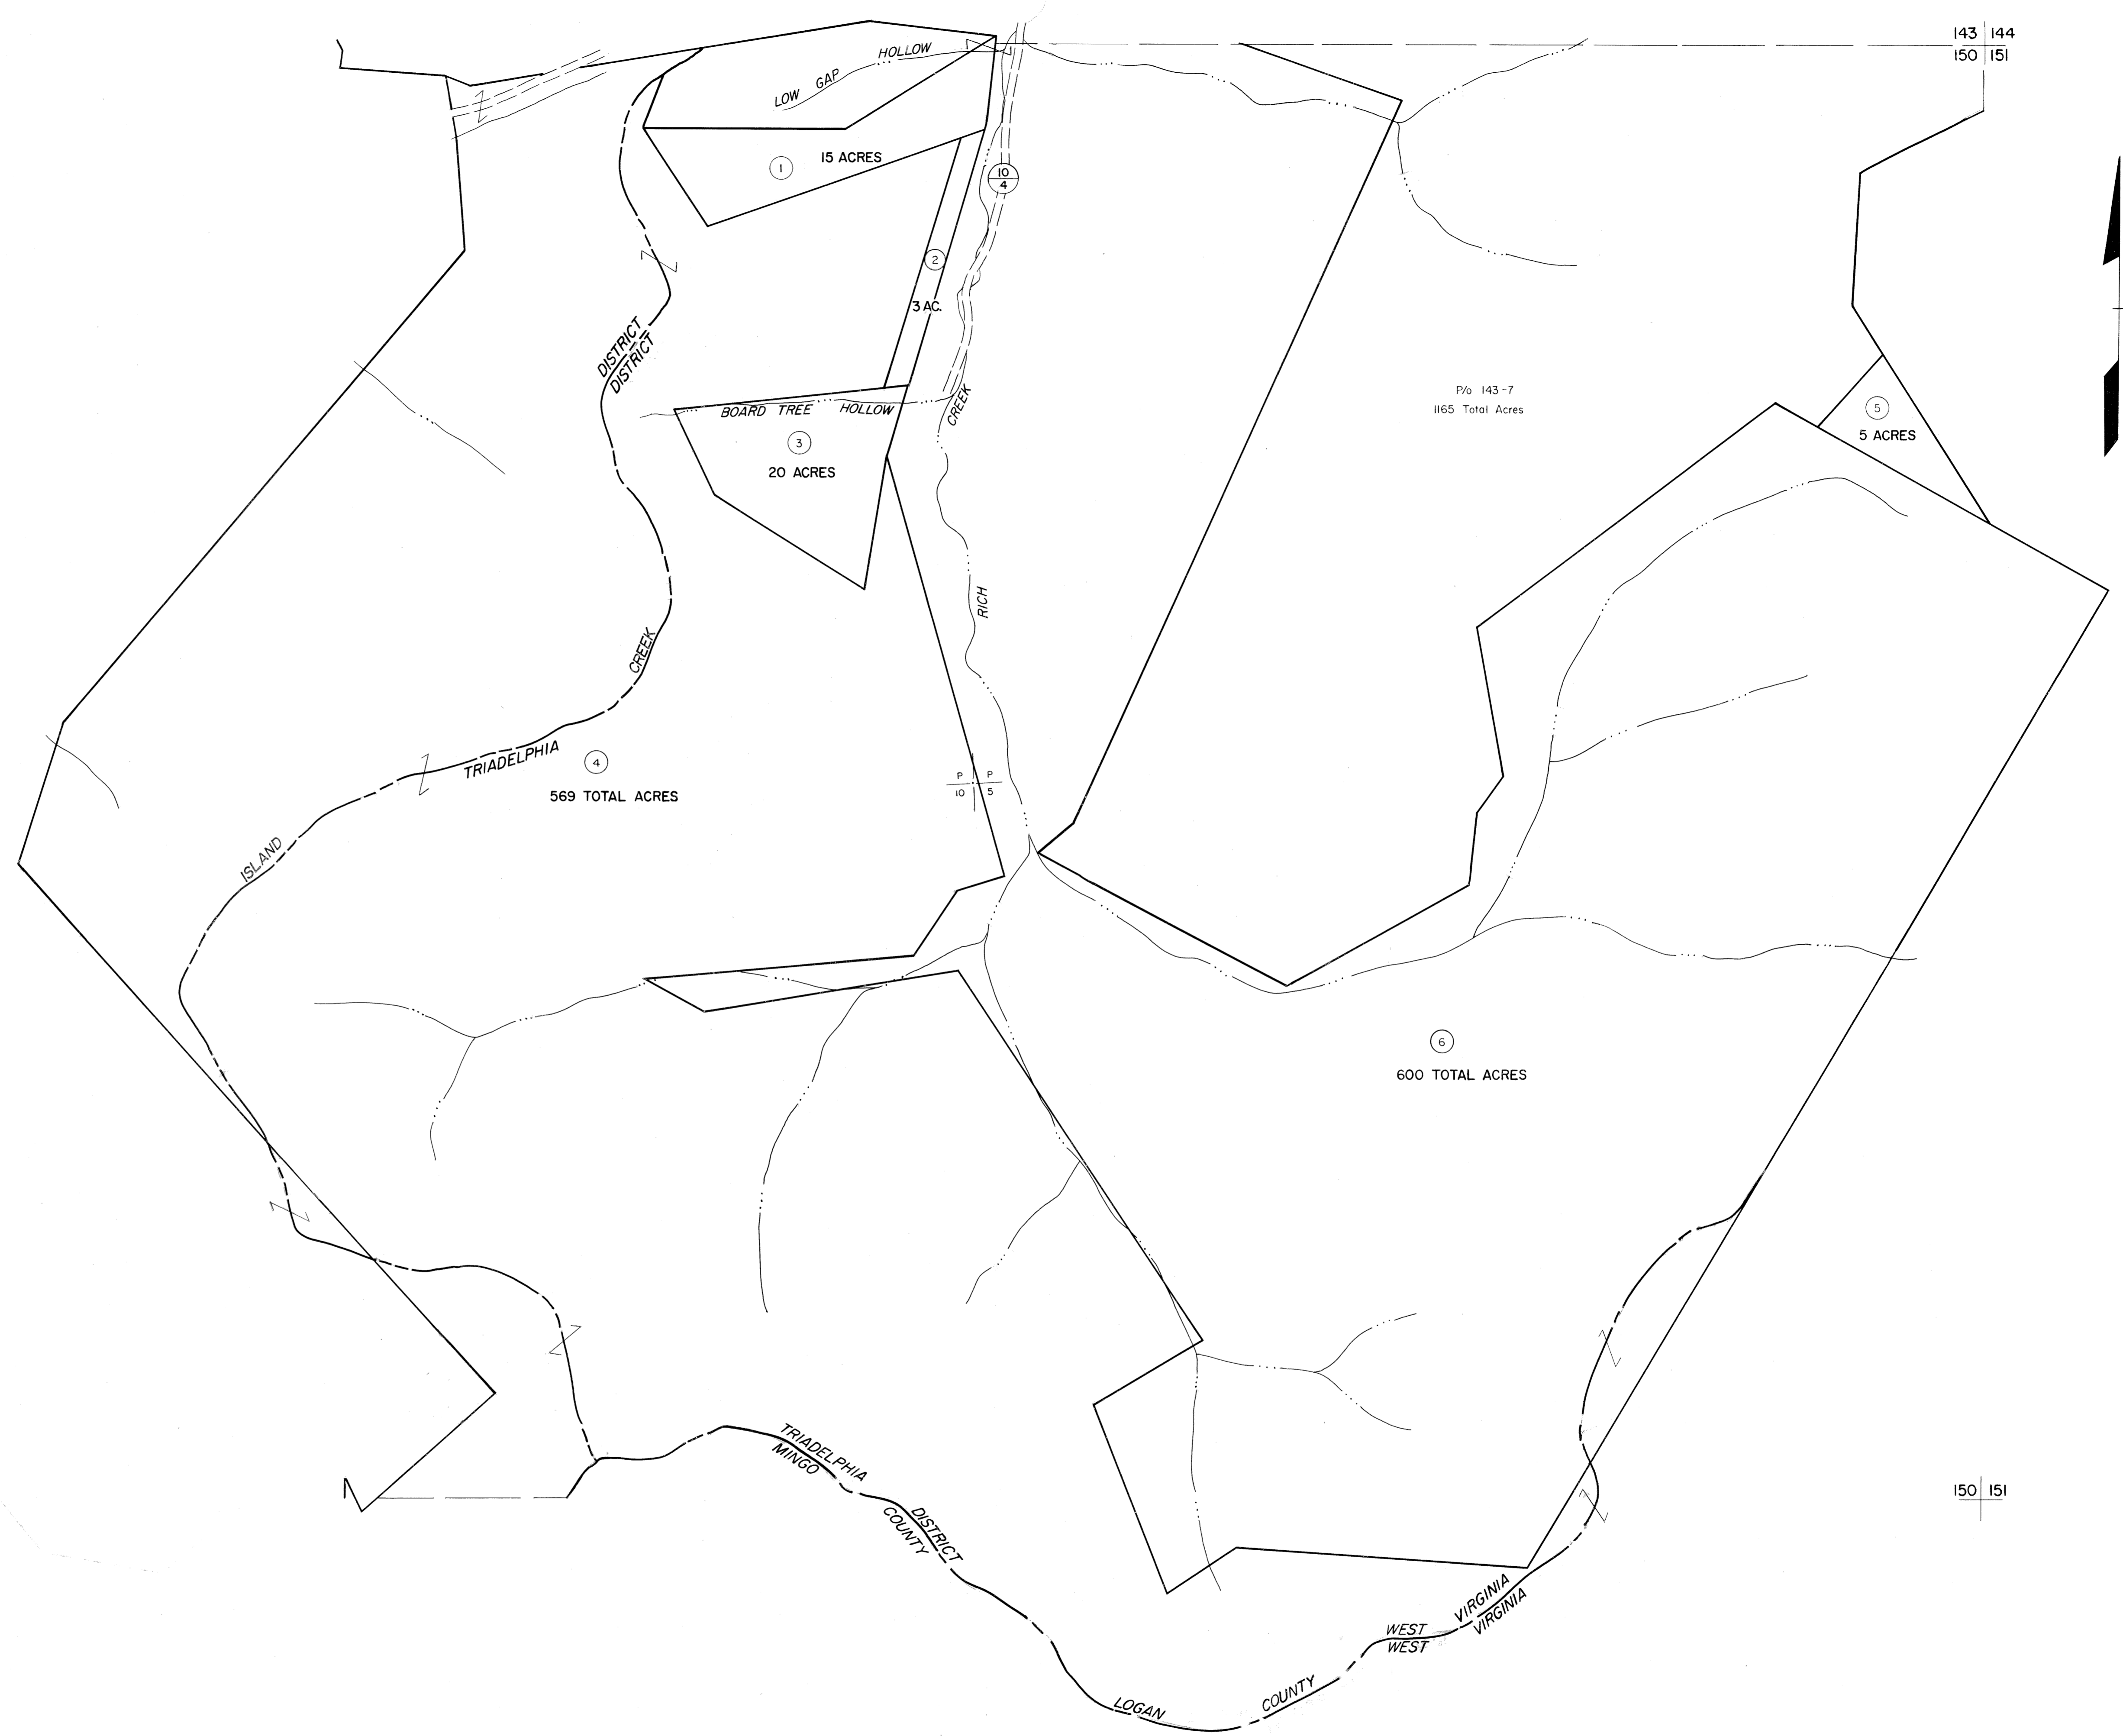 143 144
150 151
LOW GAP HOLLOW
1
15 ACRES
10
4
2
3 AC.
DISTRICT
DISTRICT
BOARD TREE HOLLOW
3
20 ACRES
CREEK
RICH
P/o 143-7
1165 Total Acres
5
5 ACRES
CREEK
TRIADELPHIA
ISLAND
4
569 TOTAL ACRES
P P
10 5
6
600 TOTAL ACRES
TRIADELPHIA
MINGO
DISTRICT
COUNTY
150 151
WEST VIRGINIA
WEST VIRGINIA
LOGAN COUNTY